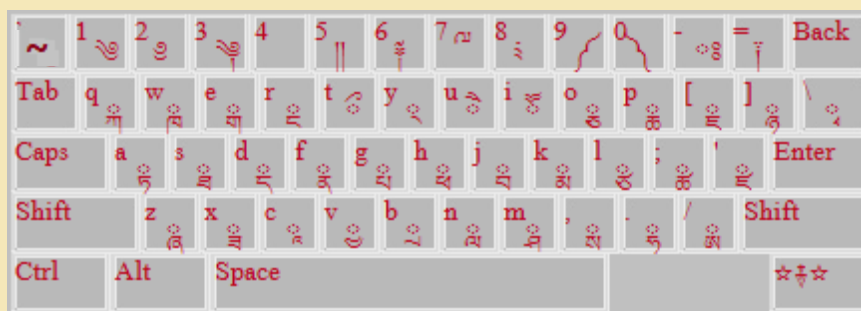 ` ~ 1 ༄ 2 3 4 5 ༎ 6 ༈ 7 8 9 ༼ 0 ༽ - ◌ཿ = Back
Tab q ◌ྐ w ◌ྑ e ◌ྒ r ◌ྔ t y u i o ◌ྕ p ◌ྖ [ ◌ྗ ] ◌ྙ \
Caps a ◌ྟ s ◌ྠ d ◌ྡ f ◌ྣ g ◌ྤ h ◌ྥ j ◌ྦ k ◌ྨ l ◌ྩ ; ◌ྪ ' ◌ྫ Enter
Shift z ◌ྮ x ◌ྯ c ◌ྰ v ◌ྱ b ◌ྲ n ◌ླ m ◌ྴ , ◌ྶ . ◌ྷ / ◌ྸ Shift
Ctrl Alt Space